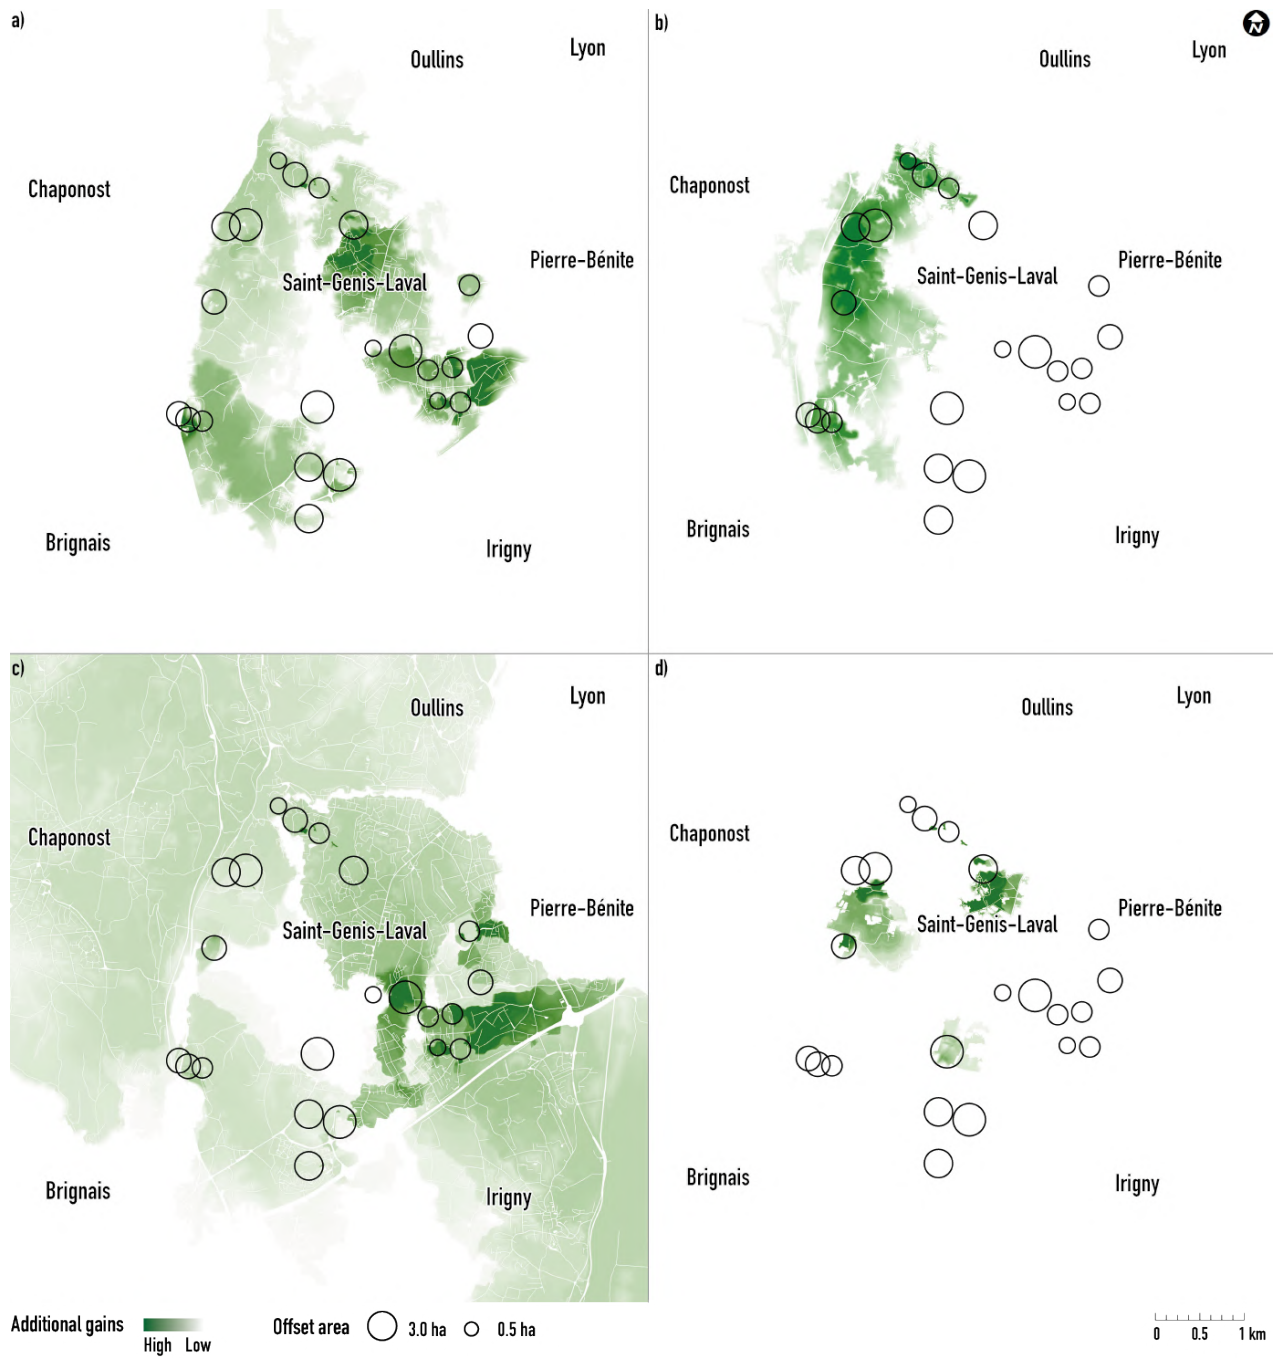 a)
Oullins
Lyon
Chaponost
Pierre-Bénite
Saint-Genis-Laval
Brignais
Irigny
b)
N
Oullins
Lyon
Chaponost
Pierre-Bénite
Saint-Genis-Laval
Brignais
Irigny
c)
Oullins
Lyon
Chaponost
Pierre-Bénite
Saint-Genis-Laval
Brignais
Irigny
d)
Oullins
Lyon
Chaponost
Pierre-Bénite
Saint-Genis-Laval
Brignais
Irigny
Additional gains
High Low
Offset area
3.0 ha
0.5 ha
0 0.5 1 km